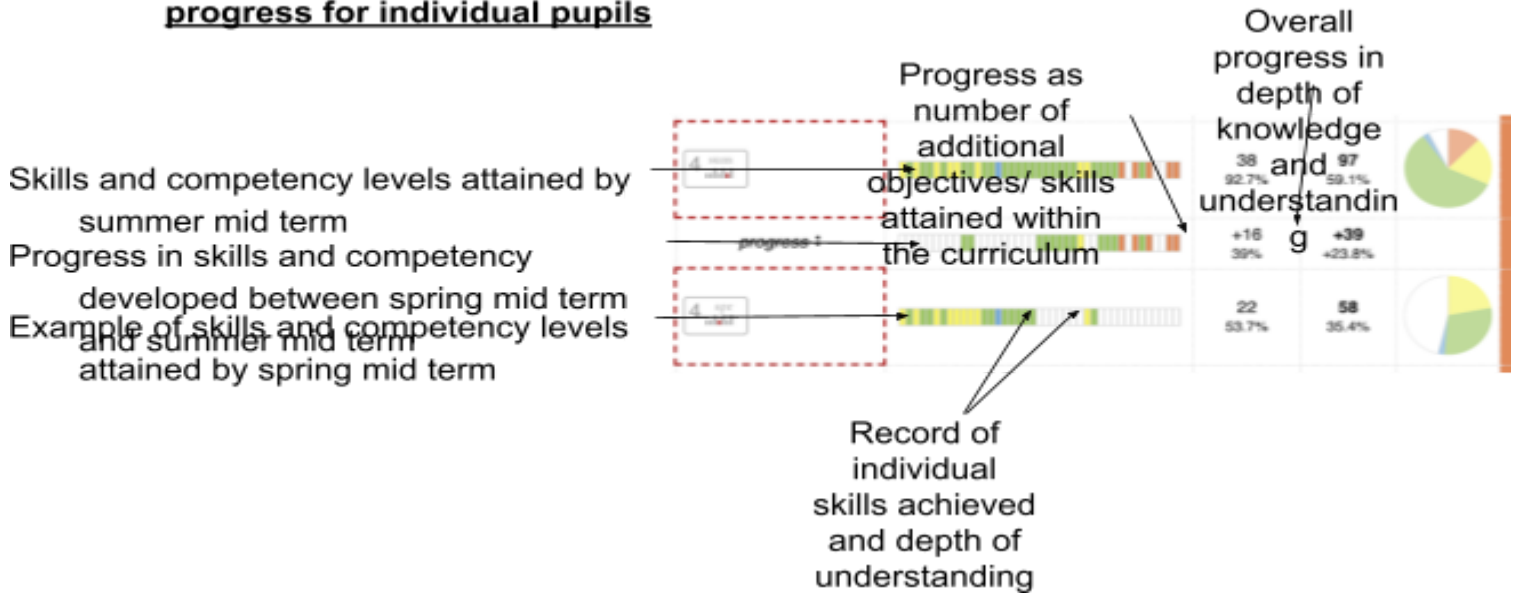 progress for individual pupils
Overall
progress in
depth of
knowledge
and
understandin
g
Progress as
number of
additional
objectives/ skills
attained within
the curriculum
Skills and competency levels attained by
summer mid term
Progress in skills and competency
developed between spring mid term
and summer mid term
Example of skills and competency levels
attained by spring mid term
4
38
92.7%
97
59.1%
progress
+16
39%
+39
+23.8%
4
22
53.7%
58
35.4%
Record of
individual
skills achieved
and depth of
understanding